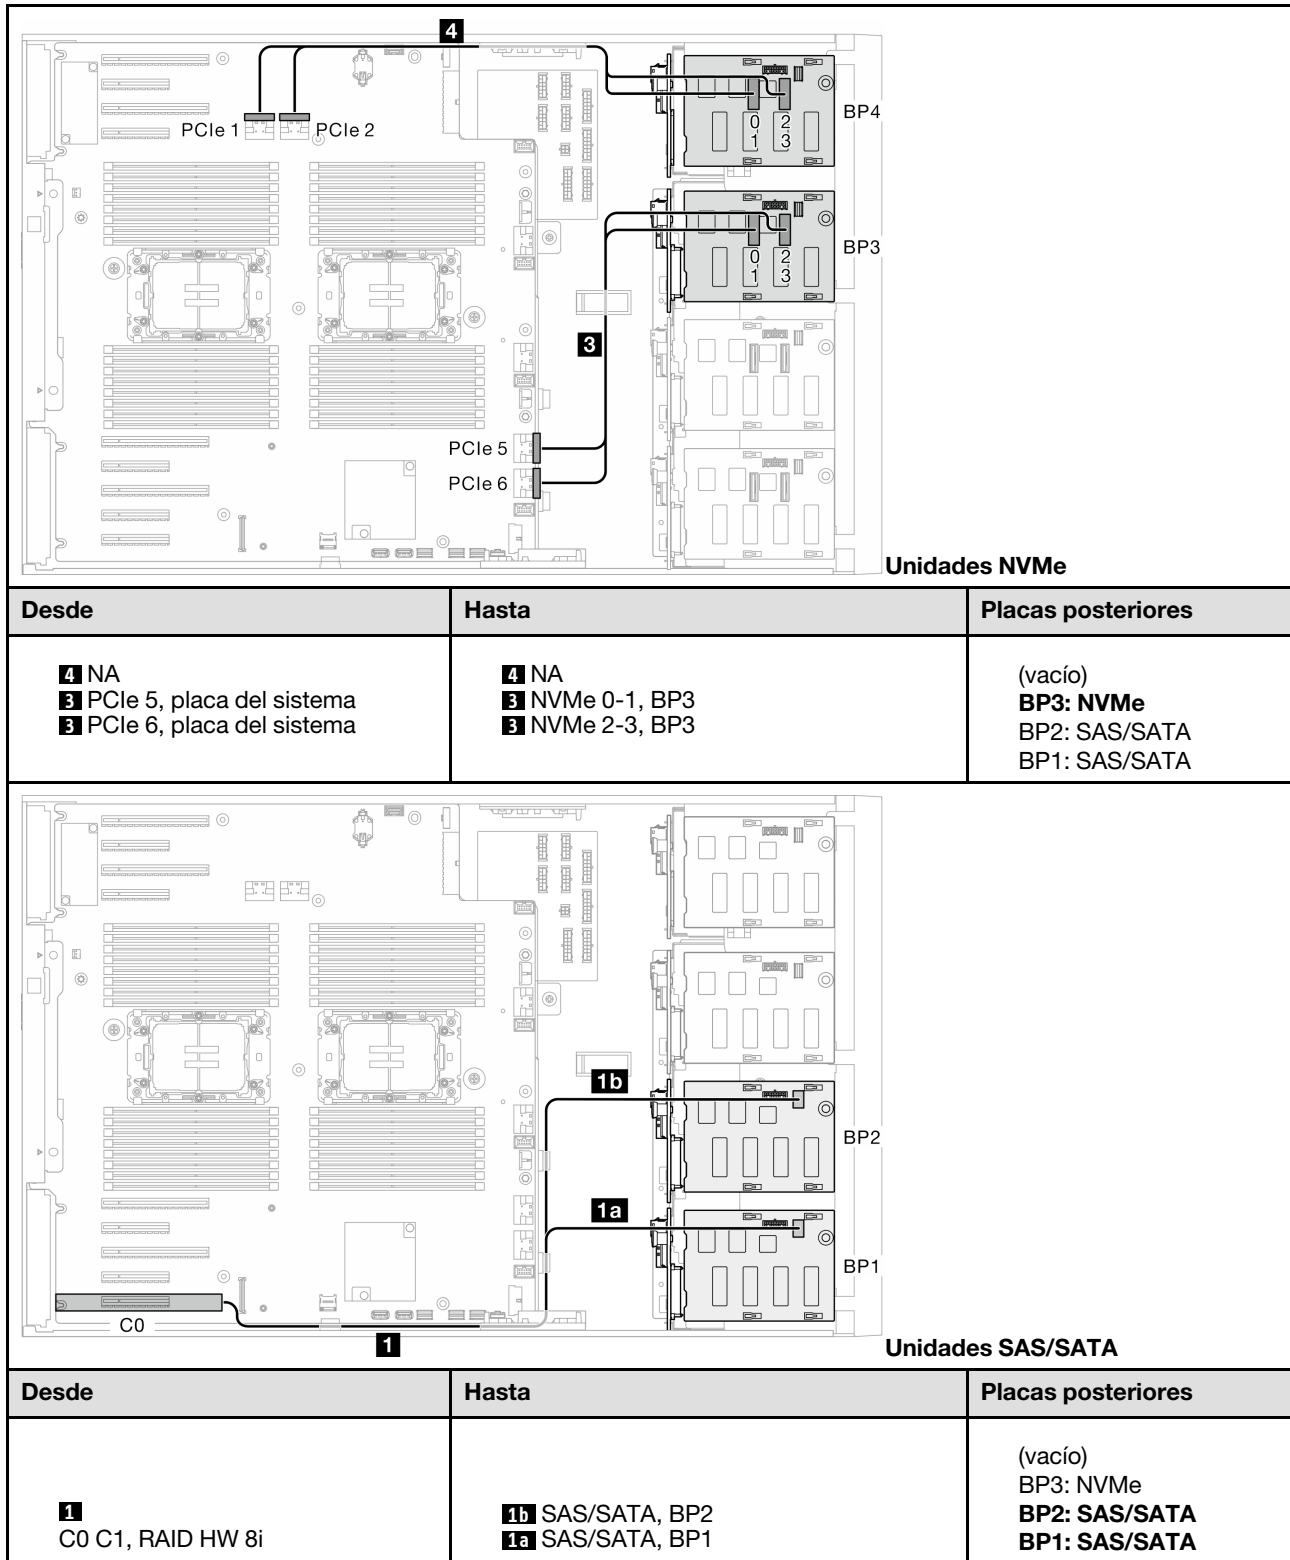 4
PCIe 1
PCIe 2
0
1
2
3
BP4
0
1
2
3
BP3
3
PCIe 5
PCIe 6
Unidades NVMe
Desde
Hasta
Placas posteriores
4 NA
3 PCIe 5, placa del sistema
3 PCIe 6, placa del sistema
4 NA
3 NVMe 0-1, BP3
3 NVMe 2-3, BP3
(vacío)
BP3: NVMe
BP2: SAS/SATA
BP1: SAS/SATA
1b
BP2
1a
BP1
C0
1
Unidades SAS/SATA
Desde
Hasta
Placas posteriores
1
C0 C1, RAID HW 8i
1b SAS/SATA, BP2
1a SAS/SATA, BP1
(vacío)
BP3: NVMe
BP2: SAS/SATA
BP1: SAS/SATA